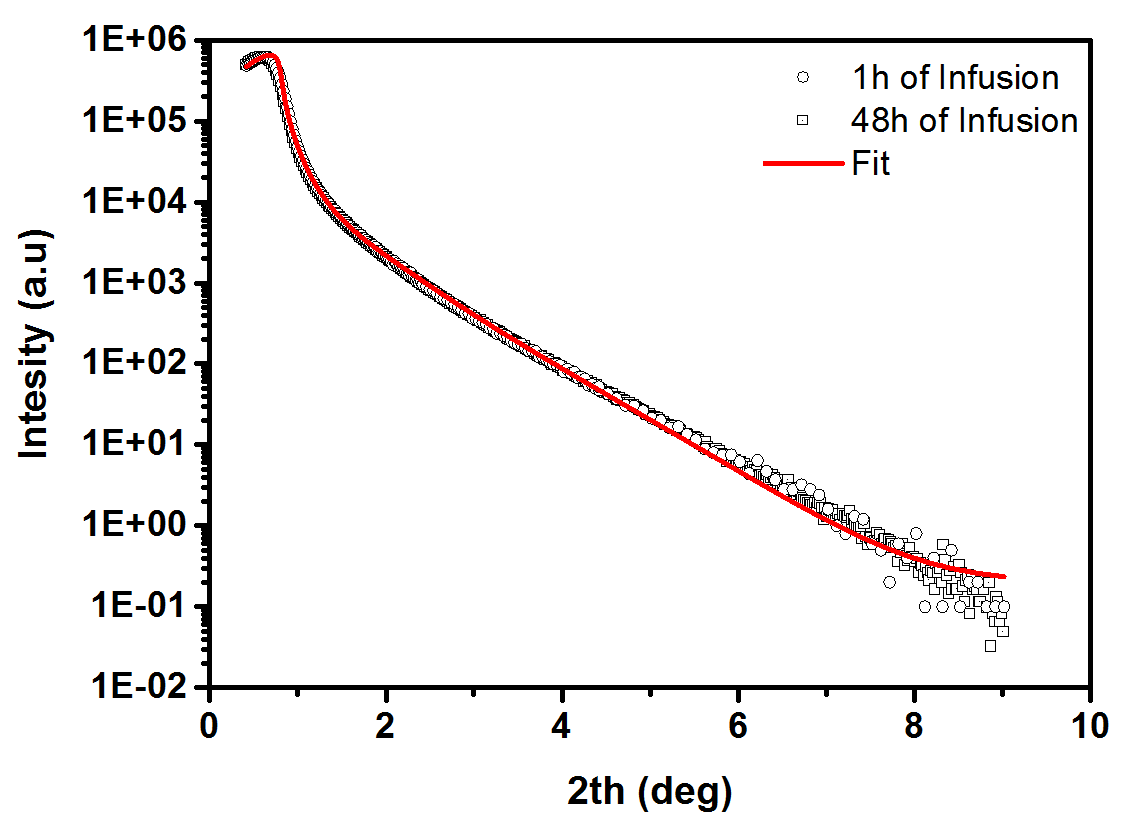 1E+06
1E+05
1E+04
1E+03
1E+02
1E+01
1E+00
1E-01
1E-02
Intesity (a.u)
1h of Infusion
48h of Infusion
Fit
0 2 4 6 8 10
2th (deg)